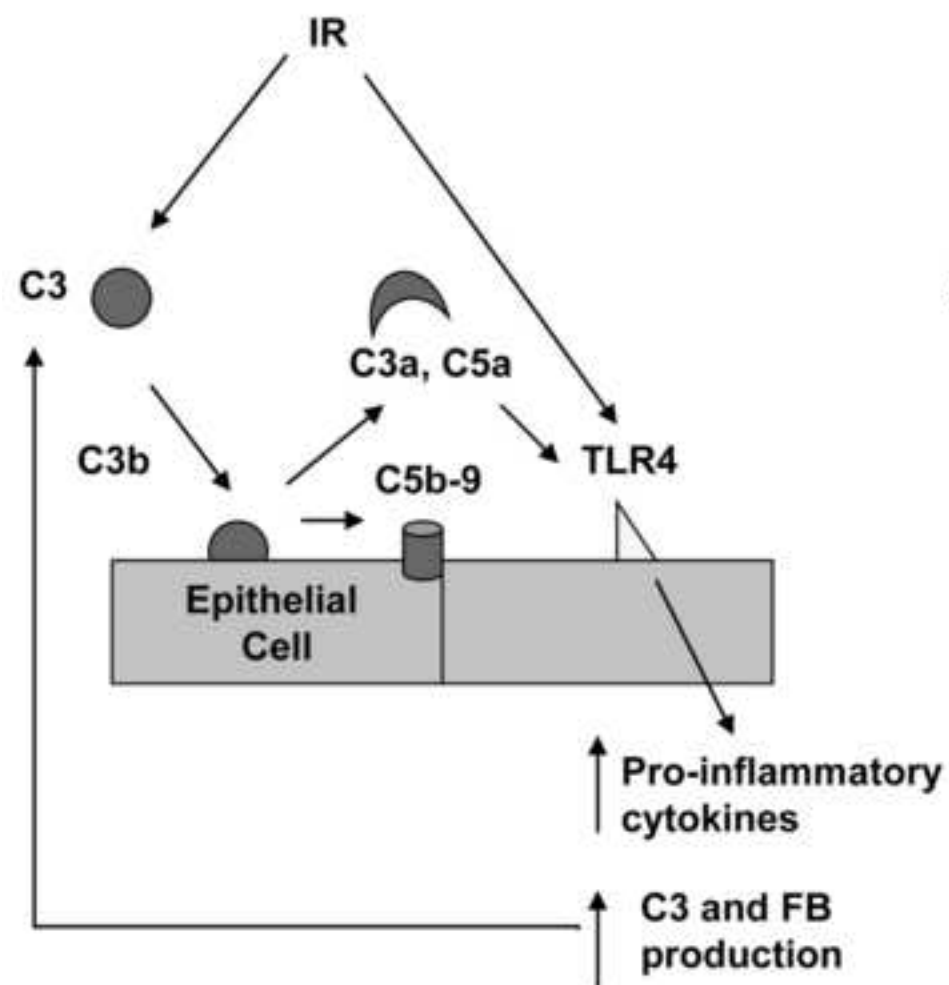 IR
C3
C3a, C5a
C3b
C5b-9
TLR4
Epithelial
Cell
Pro-inflammatory
cytokines
C3 and FB
production